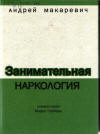 андрей макаревич
Занимательная
НАРКОЛОГИЯ